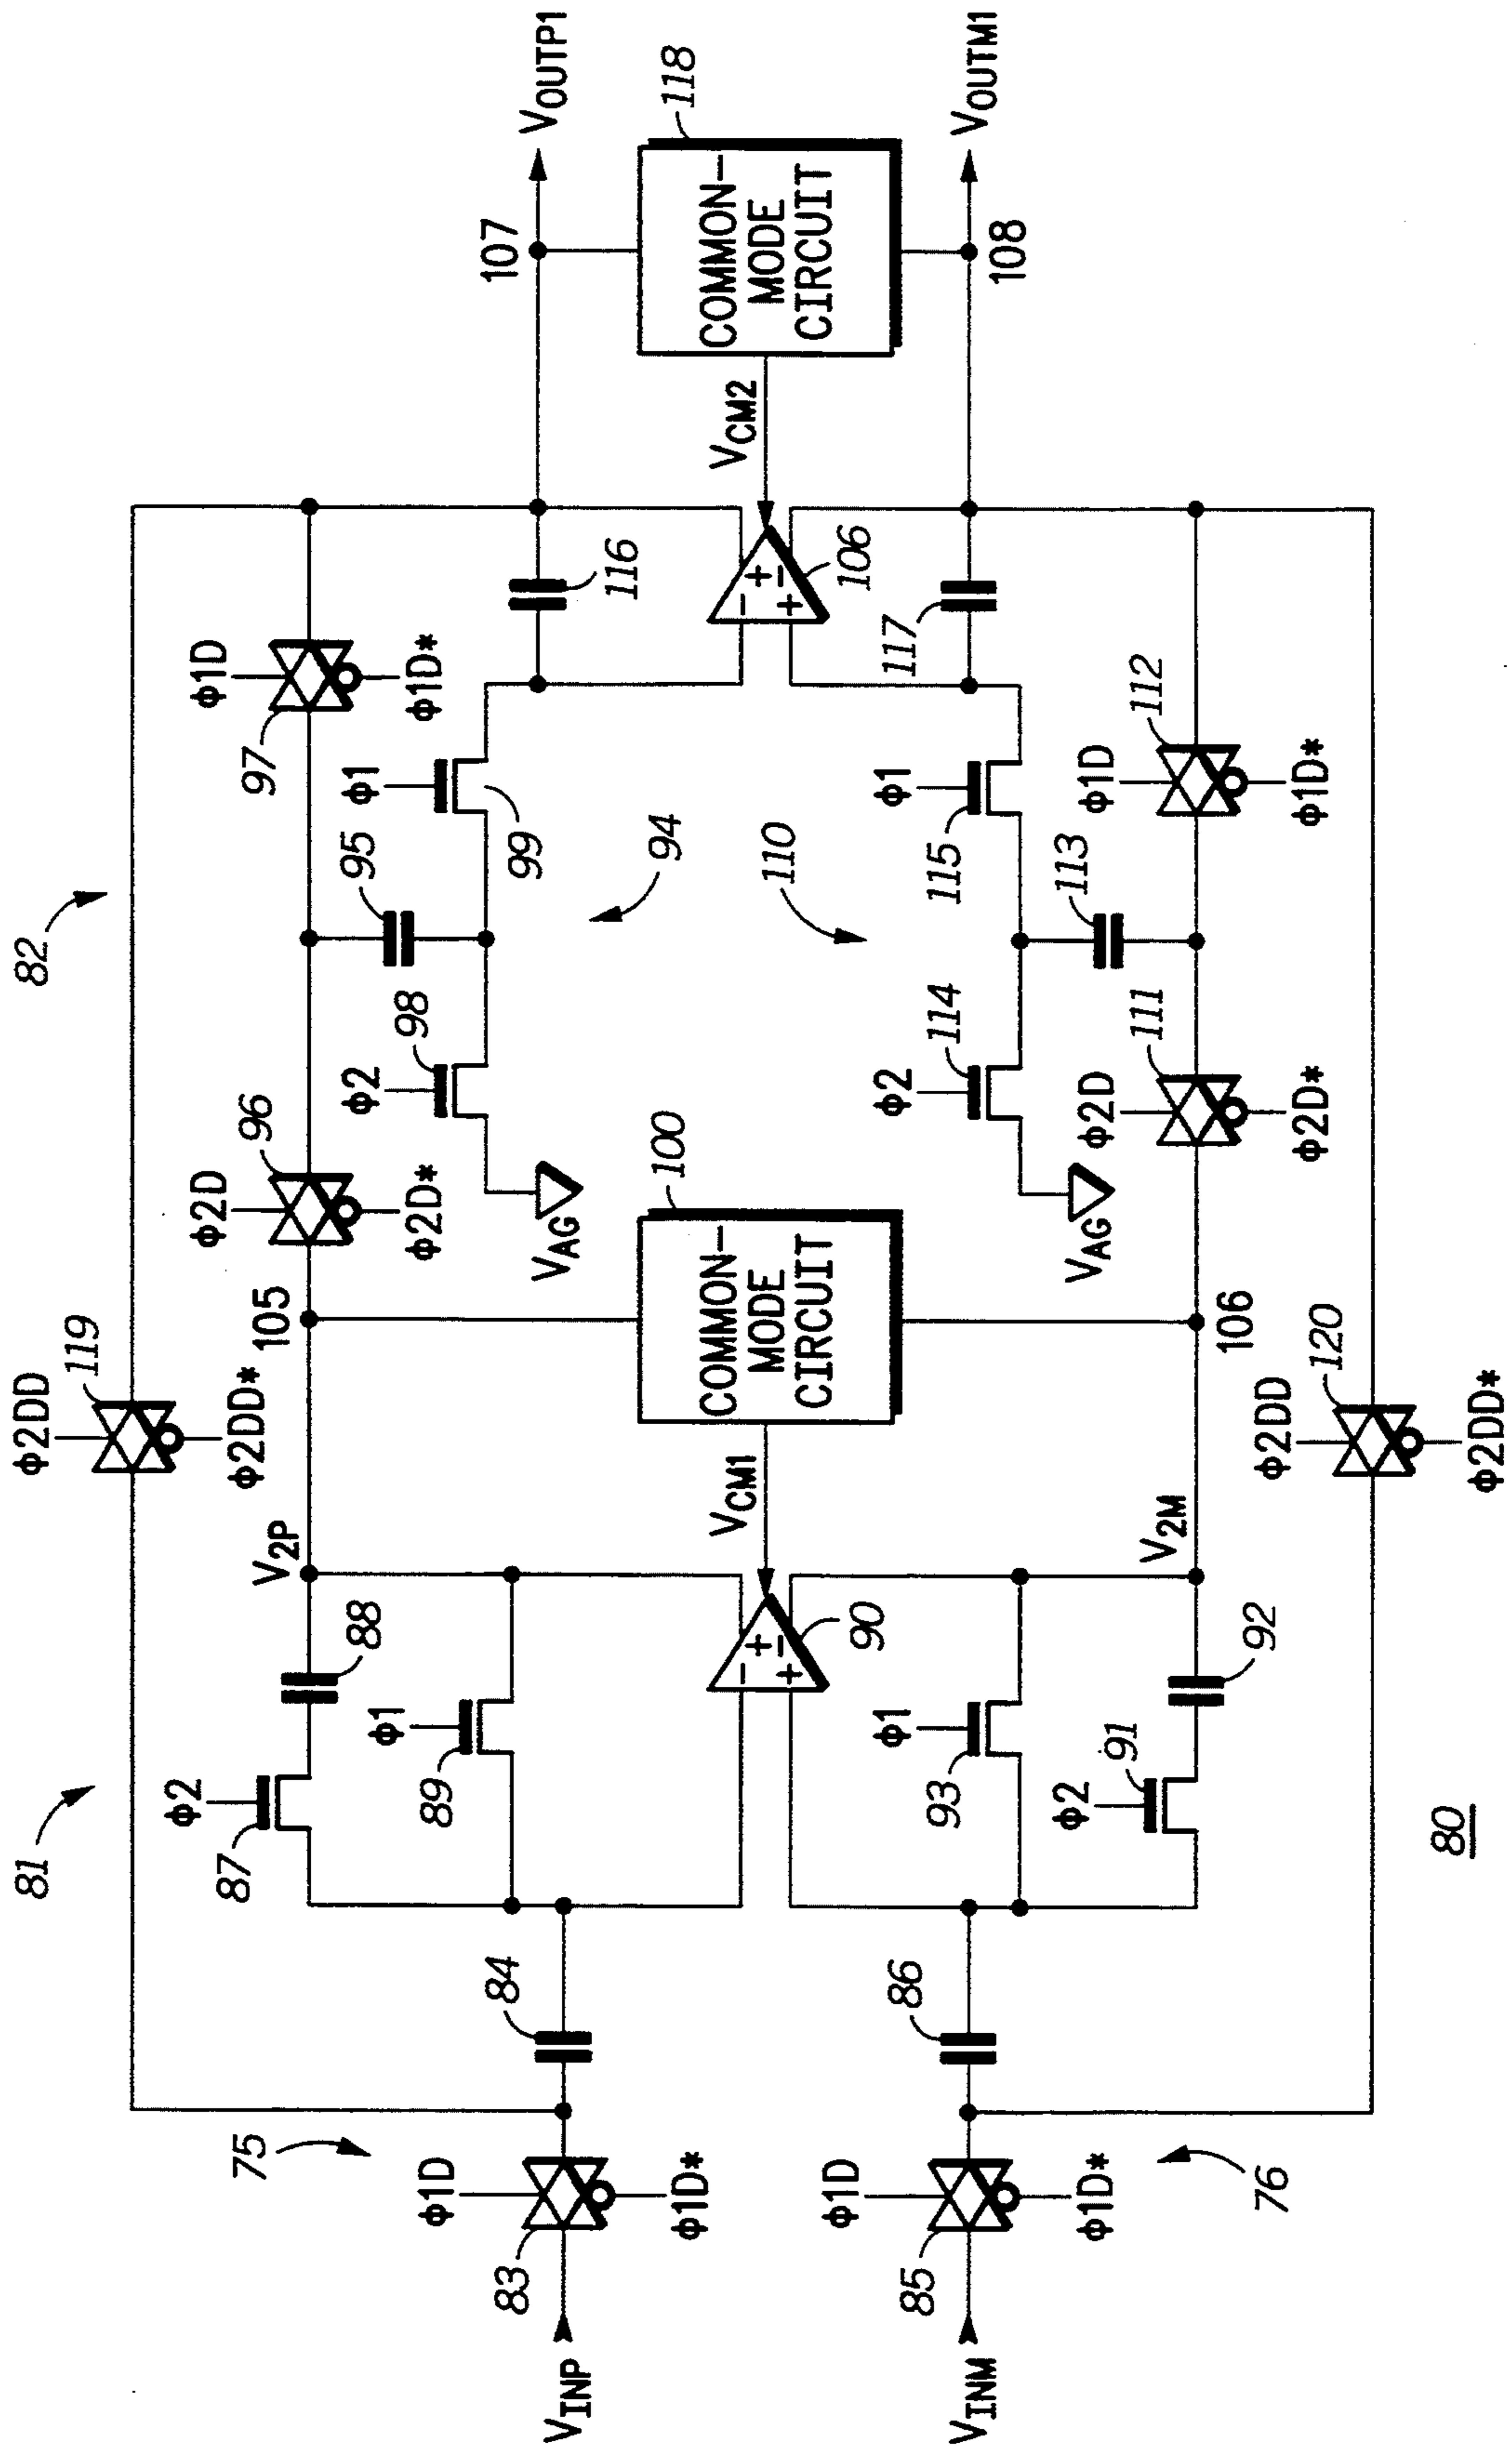 82
81
ϕ2DD
119
ϕ2DD*
ϕ1D
97
ϕ1D*
ϕ2D
96
ϕ2D*
105
V2P
ϕ2
87
88
ϕ1
89
95
ϕ1
99
ϕ2
98
VAG
94
116
107
VOUTP1
75
ϕ1D
83
ϕ1D*
VINP
84
90
VCM1
COMMON-
MODE
CIRCUIT
100
106
VCM2
COMMON-
MODE
CIRCUIT
118
ϕ1D
85
ϕ1D*
VINM
86
76
ϕ1
93
ϕ2
91
92
V2M
106
110
ϕ2
114
VAG
ϕ1
115
113
117
108
VOUTM1
ϕ2D
111
ϕ2D*
ϕ1D
112
ϕ1D*
ϕ2DD
120
ϕ2DD*
80